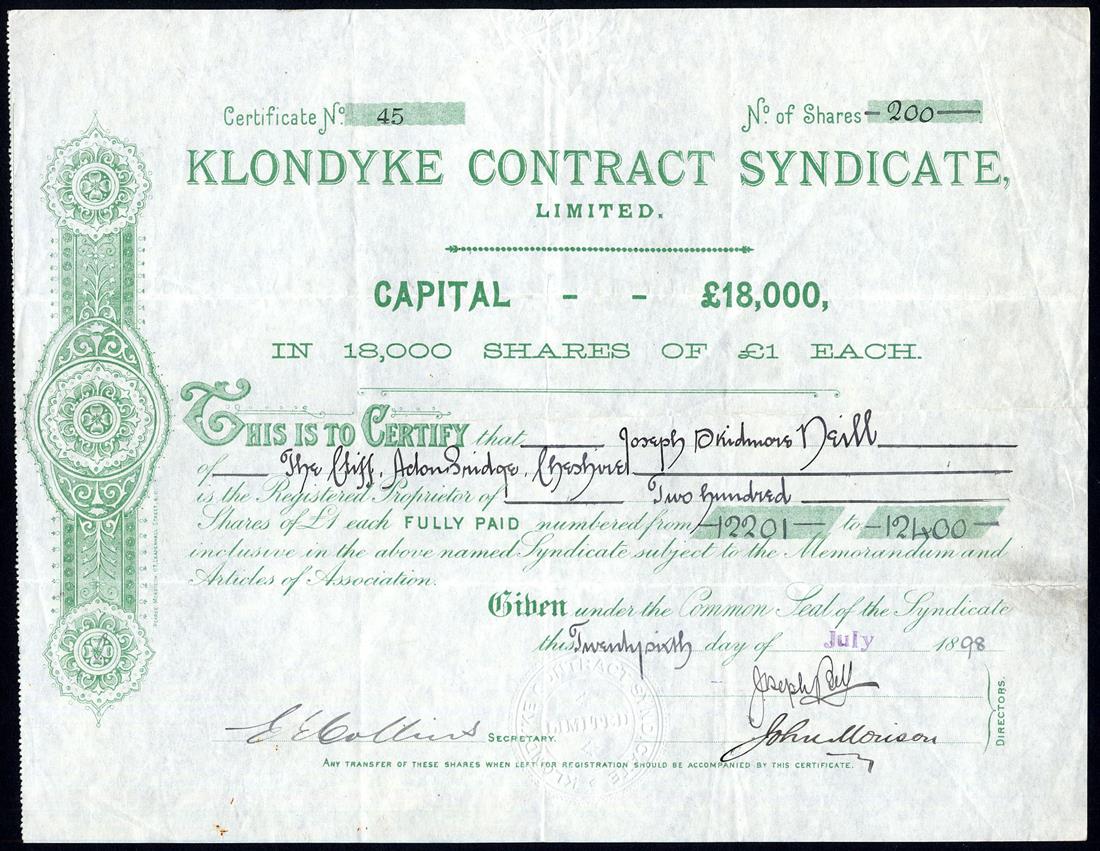 Certificate No. 45
No. of Shares - 200 -
KLONDYKE CONTRACT SYNDICATE,
LIMITED.
CAPITAL - - £18,000,
IN 18,000 SHARES OF £1 EACH.
THIS IS TO CERTIFY that Joseph Skidmore Neill
of The Cliff, Acton Bridge, Cheshire
is the Registered Proprietor of Two hundred
Shares of £1 each FULLY PAID numbered from -12201- to -12400-
inclusive in the above named Syndicate subject to the Memorandum and
Articles of Association.
Given under the Common Seal of the Syndicate
this Twenty sixth day of July 1898
Joseph Bell
John Morison
DIRECTORS.
E E Collins SECRETARY.
KLONDYKE CONTRACT SYNDICATE
LIMITED
ANY TRANSFER OF THESE SHARES WHEN LEFT FOR REGISTRATION SHOULD BE ACCOMPANIED BY THIS CERTIFICATE.